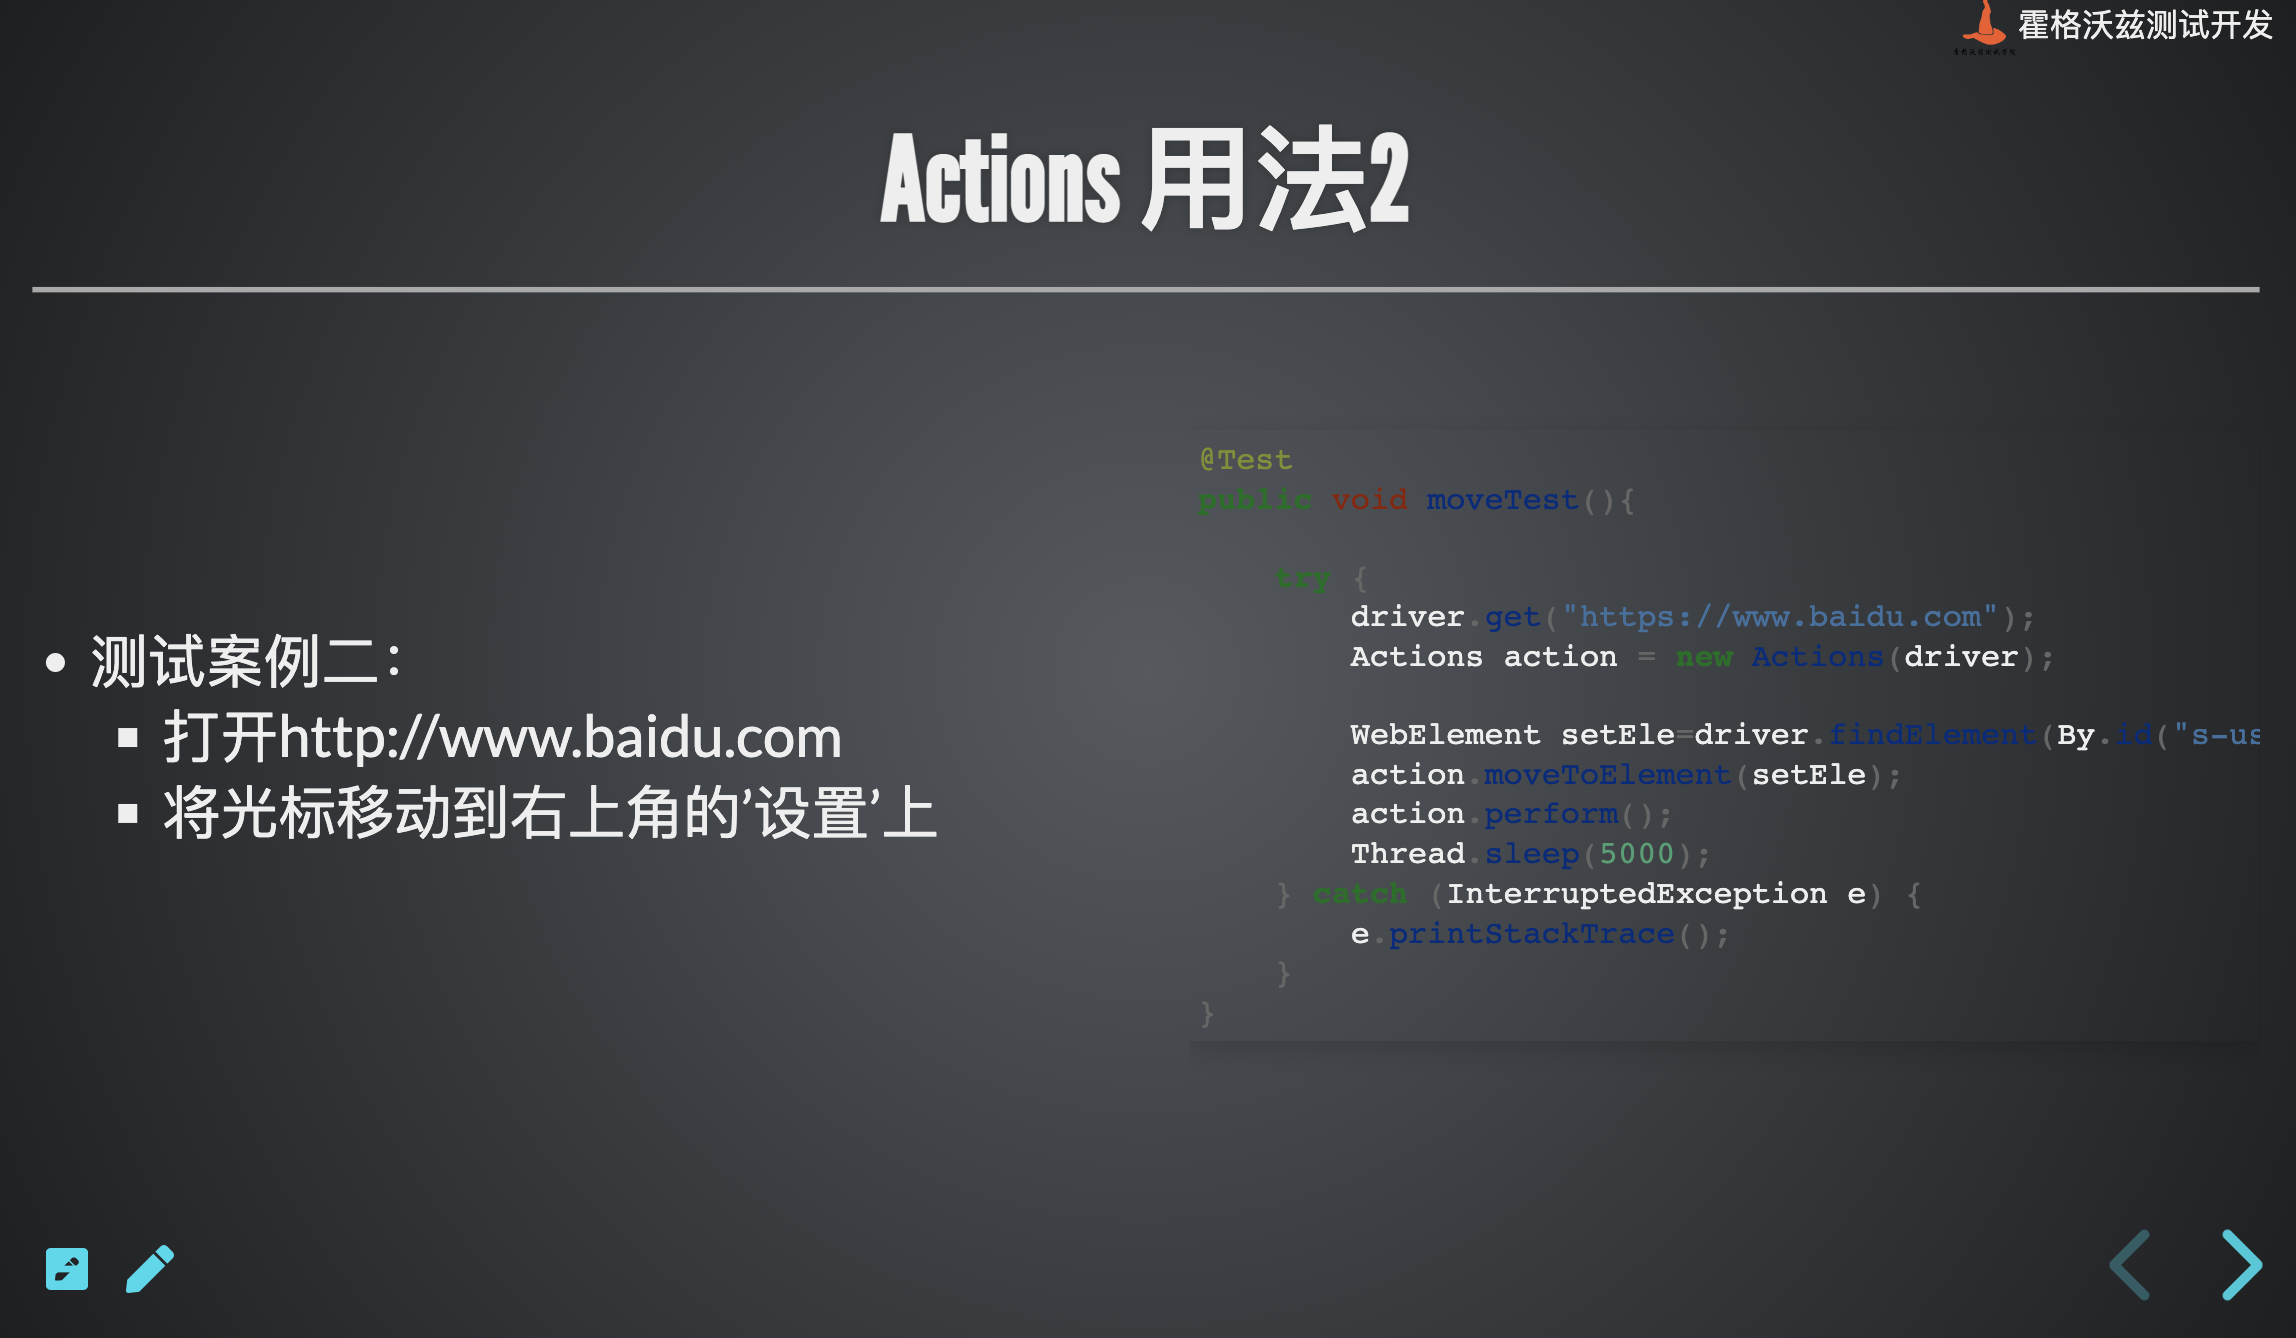 霍格沃兹测试开发
Actions 用法2
测试案例二：
打开http://www.baidu.com
将光标移动到右上角的’设置’上
@Test
public void moveTest(){
try {
driver.get("https://www.baidu.com");
Actions action = new Actions(driver);
WebElement setEle=driver.findElement(By.id("s-us
action.moveToElement(setEle);
action.perform();
Thread.sleep(5000);
} catch (InterruptedException e) {
e.printStackTrace();
}
}